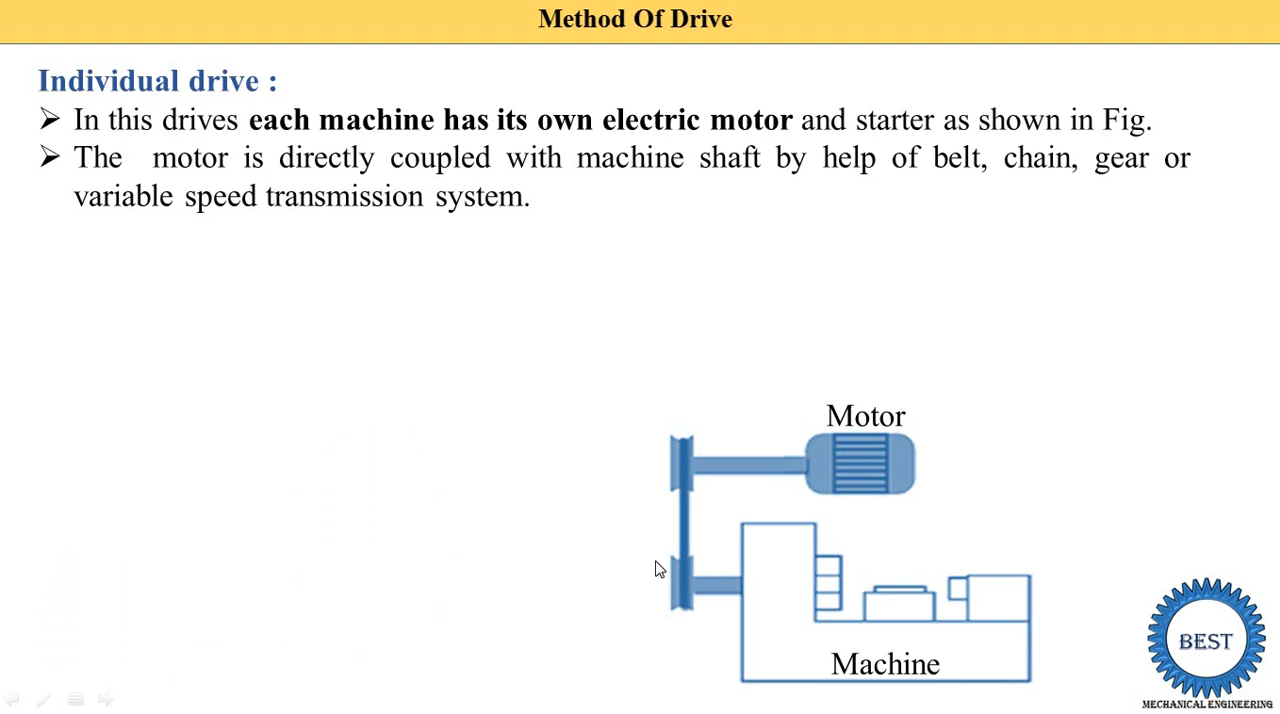 Method Of Drive
Individual drive :
➢ In this drives each machine has its own electric motor and starter as shown in Fig.
➢ The motor is directly coupled with machine shaft by help of belt, chain, gear or
variable speed transmission system.
Motor
Machine
BEST
MECHANICAL ENGINEERING